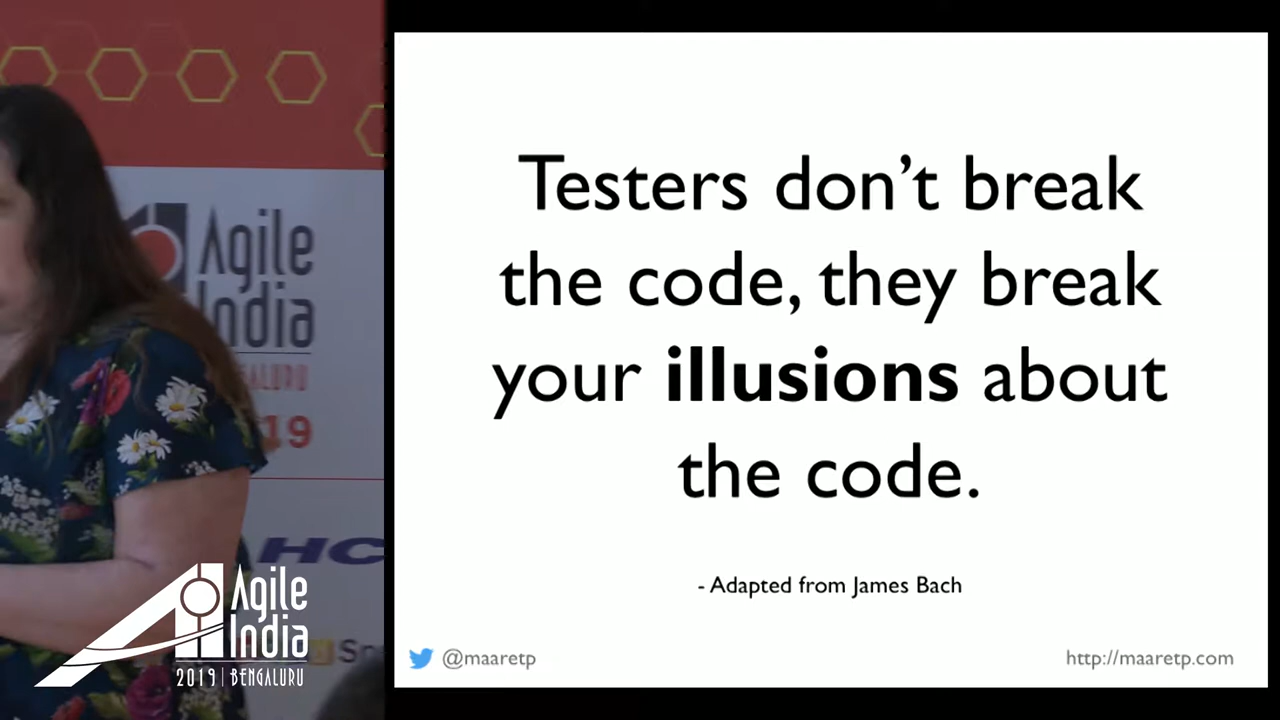 Agile
India
19
HC
Agile
India
2019 | BENGALURU
Testers don't break
the code, they break
your illusions about
the code.
- Adapted from James Bach
@maaretp
http://maaretp.com